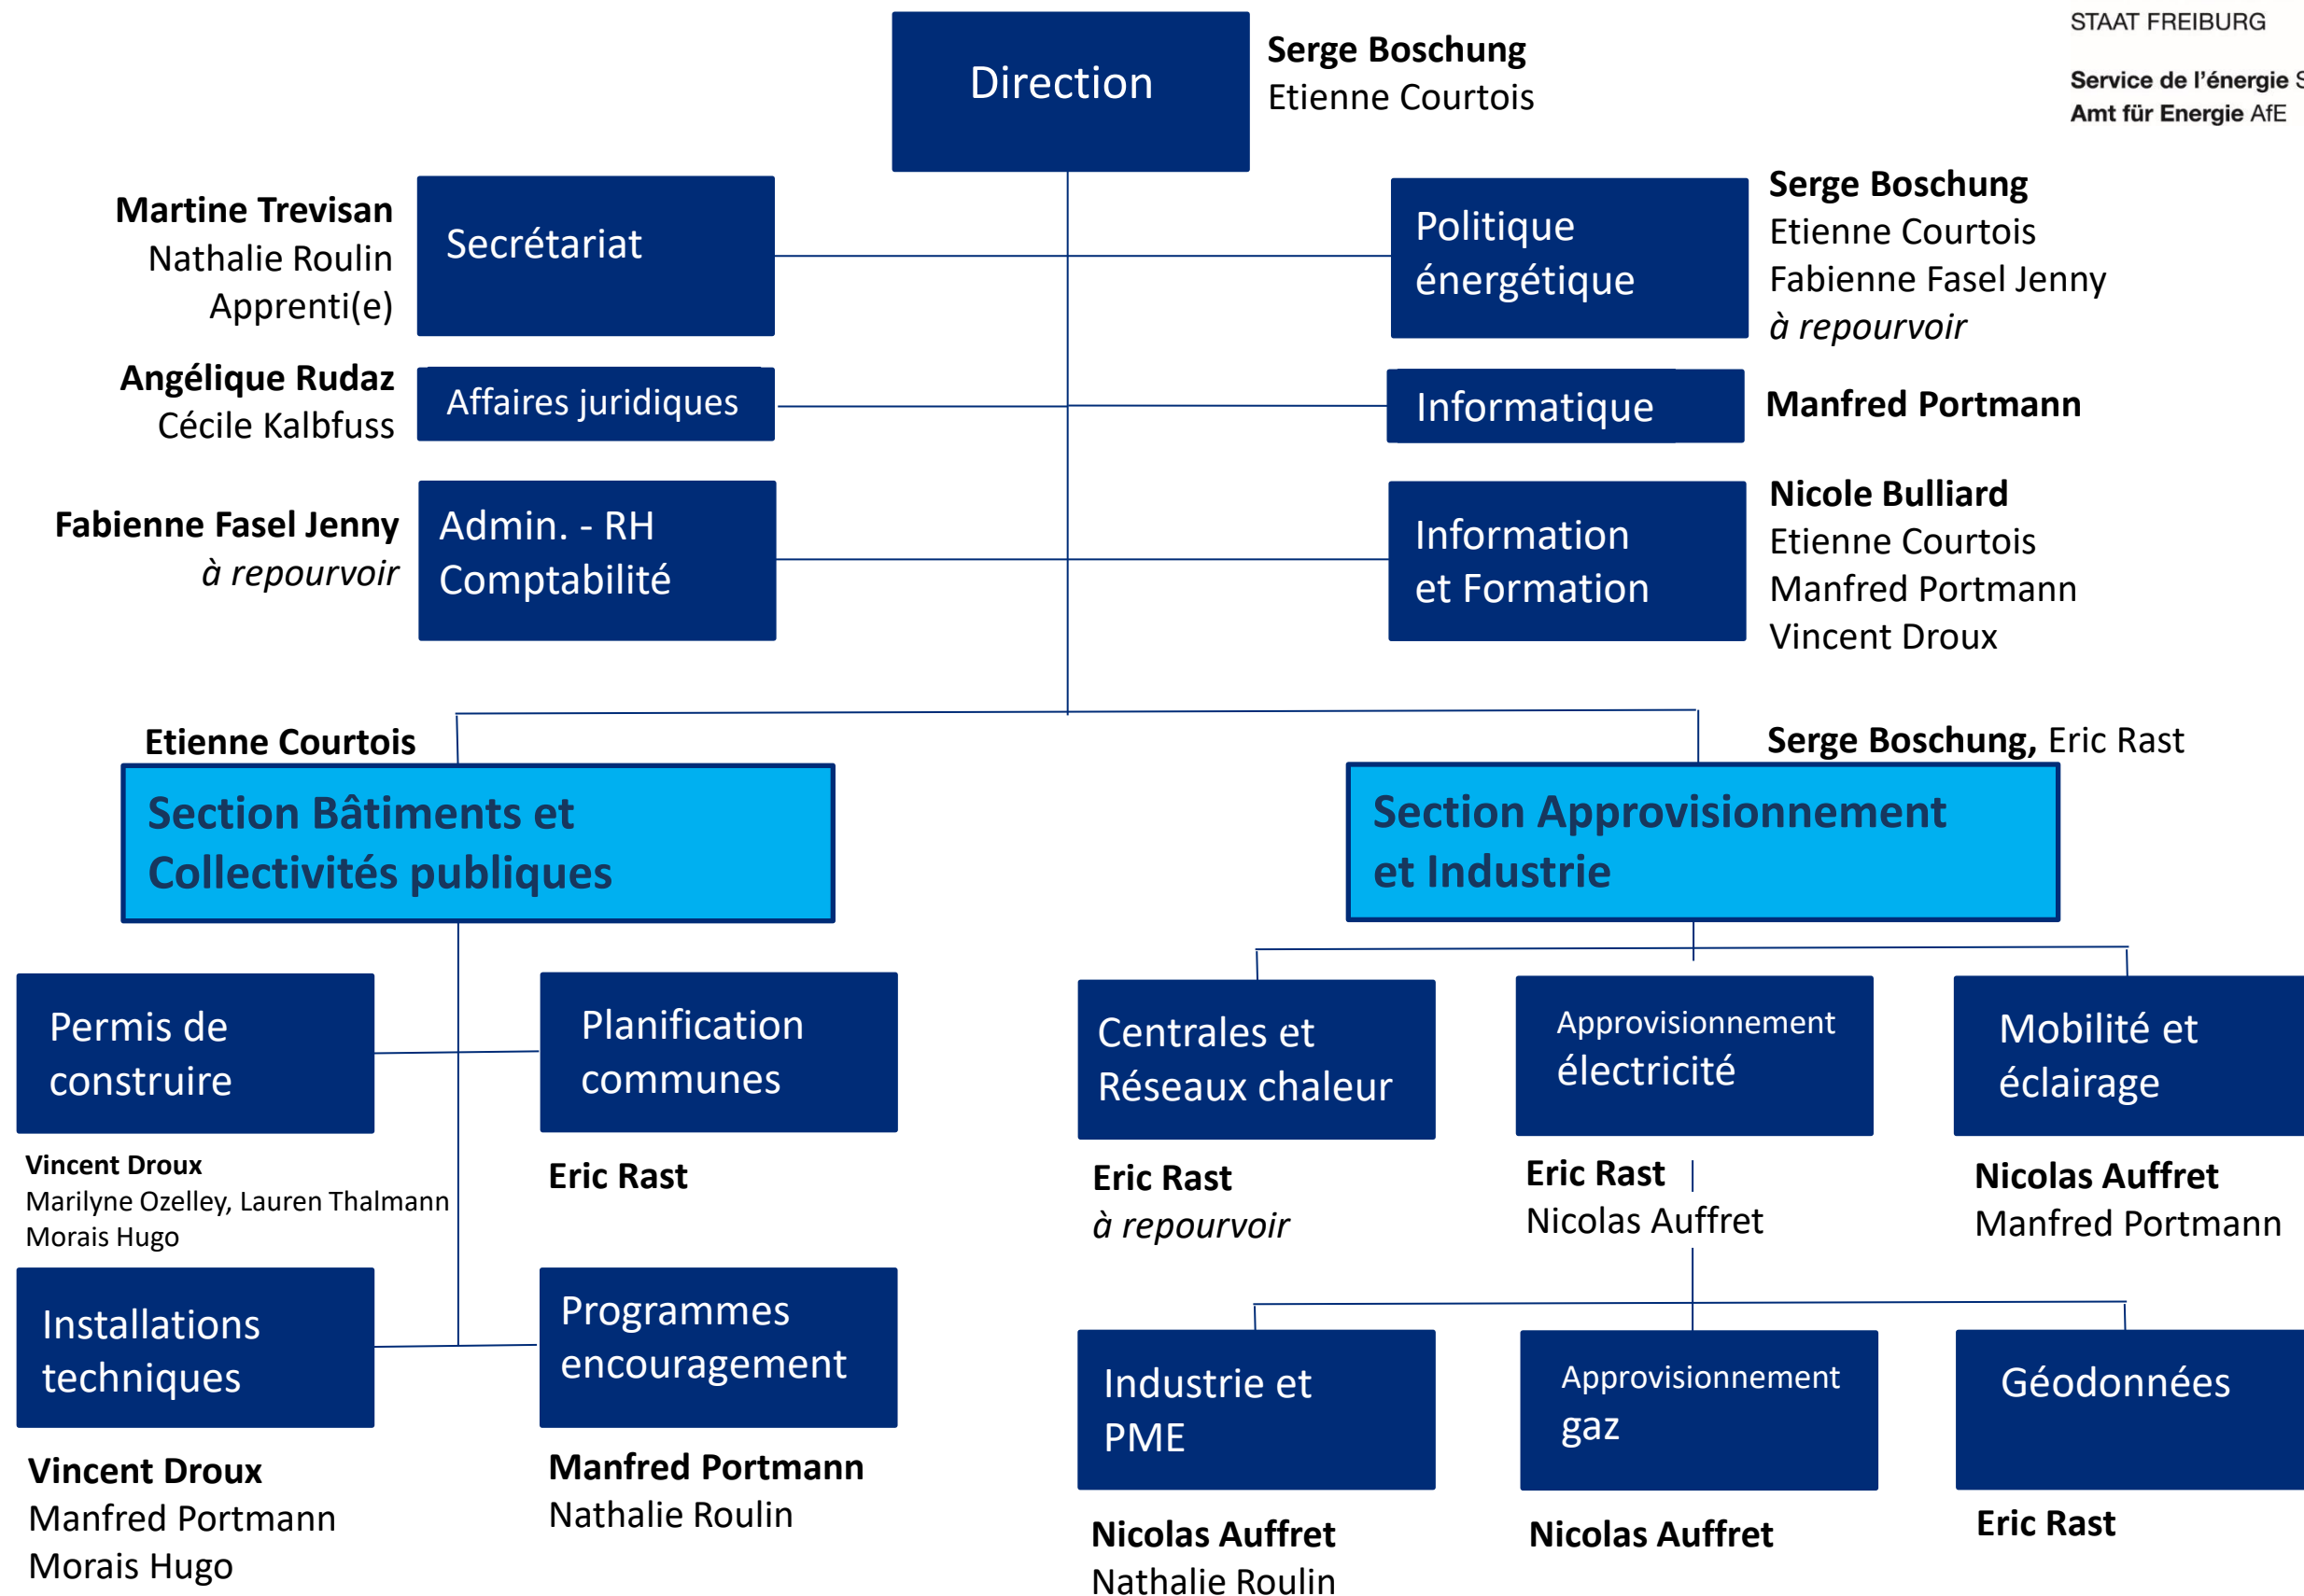 STAAT FREIBURG
Service de l'énergie
Amt für Energie AfE
Direction
Serge Boschung
Etienne Courtois
Martine Trevisan
Nathalie Roulin
Apprenti(e)
Secrétariat
Politique
énergétique
Serge Boschung
Etienne Courtois
Fabienne Fasel Jenny
à repourvoir
Angélique Rudaz
Cécile Kalbfuss
Affaires juridiques
Informatique
Manfred Portmann
Fabienne Fasel Jenny
à repourvoir
Admin. - RH
Comptabilité
Information
et Formation
Nicole Bulliard
Etienne Courtois
Manfred Portmann
Vincent Droux
Etienne Courtois
Section Bâtiments et
Collectivités publiques
Serge Boschung, Eric Rast
Section Approvisionnement
et Industrie
Permis de
construire
Vincent Droux
Marilyne Ozelley, Lauren Thalmann
Morais Hugo
Planification
communes
Eric Rast
Installations
techniques
Vincent Droux
Manfred Portmann
Morais Hugo
Programmes
encouragement
Manfred Portmann
Nathalie Roulin
Centrales et
Réseaux chaleur
Eric Rast
à repourvoir
Approvisionnement
électricité
Eric Rast
Nicolas Auffret
Mobilité et
éclairage
Nicolas Auffret
Manfred Portmann
Industrie et
PME
Nicolas Auffret
Nathalie Roulin
Approvisionnement
gaz
Nicolas Auffret
Géodonnées
Eric Rast